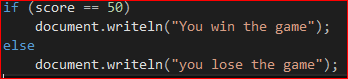 if (score == 50)
document.writeln("You win the game");
else
document.writeln("you lose the game");